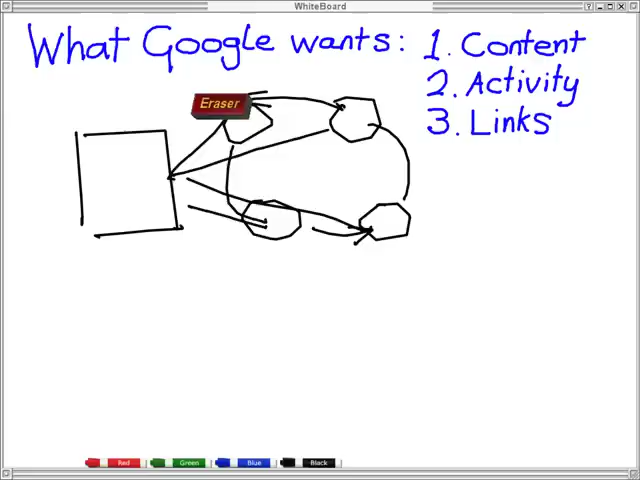 WhiteBoard
What Google wants: 1. Content
2. Activity
3. Links
Eraser
Red Green Blue Black